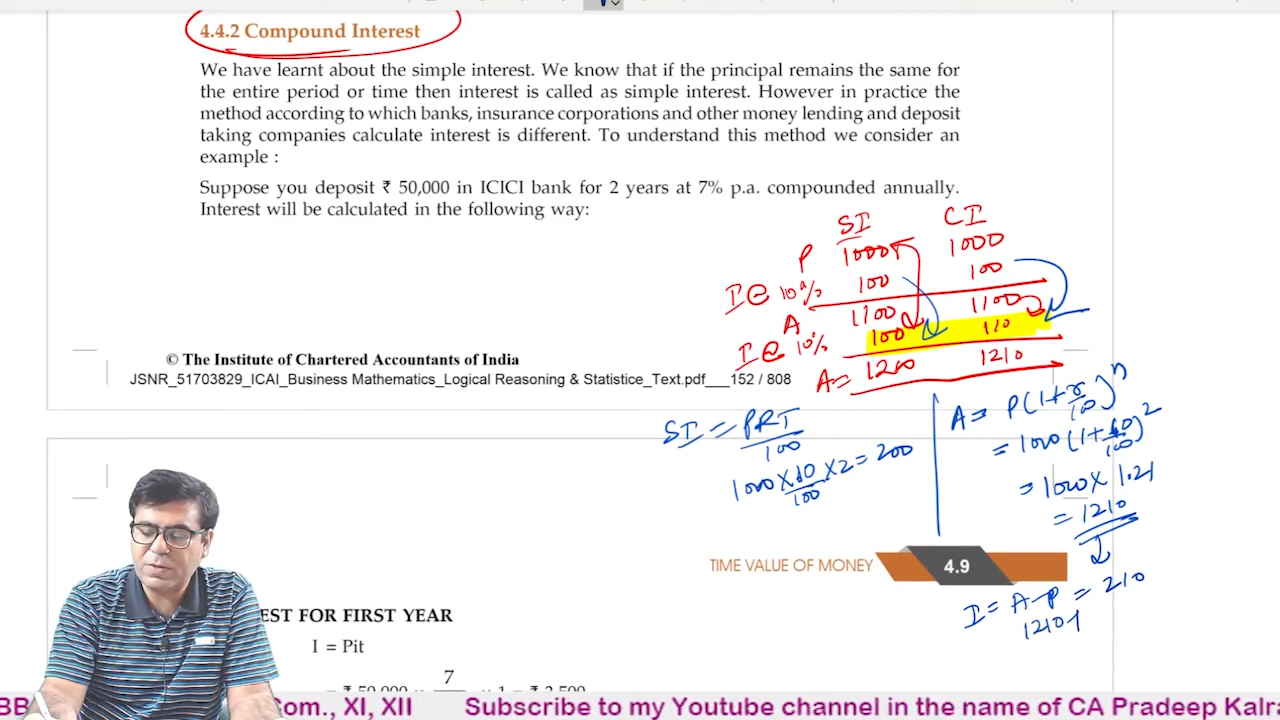 4.4.2 Compound Interest
We have learnt about the simple interest. We know that if the principal remains the same for
the entire period or time then interest is called as simple interest. However in practice the
method according to which banks, insurance corporations and other money lending and deposit
taking companies calculate interest is different. To understand this method we consider an
example :
Suppose you deposit ₹ 50,000 in ICICI bank for 2 years at 7% p.a. compounded annually.
Interest will be calculated in the following way:
SI CI
P 1000 1000
I@ 10% 100 100
A 1100 1100
I@ 10% 100 110
A= 1200 1210
© The Institute of Chartered Accountants of India
JSNR_51703829_ICAI_Business Mathematics_Logical Reasoning & Statistice_Text.pdf___152 / 808
SI = PRT/100
1000 × 10/100 × 2 = 200
A = P(1+r/100)^n
= 1000(1+10/100)^2
= 1000 × 1.21
= 1210
I = A-P = 210
1210-1
TIME VALUE OF MONEY 4.9
EST FOR FIRST YEAR
I = Pit
7
× 1 = ₹ 3,500
om., XI, XII Subscribe to my Youtube channel in the name of CA Pradeep Kalra